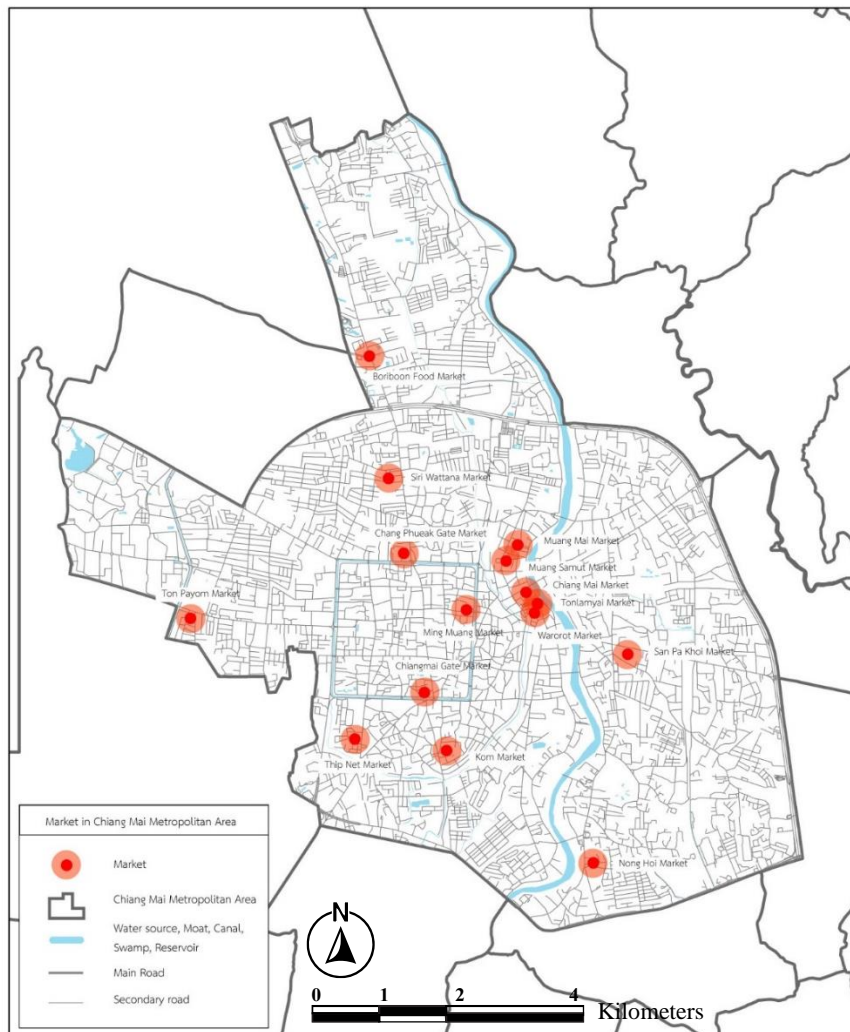 Boriboon Food Market
Siri Wattana Market
Chang Phueak Gate Market
Muang Mai Market
Muang Samut Market
Chiang Mai Market
Ton Payom Market
Tonlamyai Market
Warorot Market
Ming Muang Market
San Pa Khoi Market
Chiangmai Gate Market
Thip Net Market
Kom Market
Nong Hoi Market
Market in Chiang Mai Metropolitan Area
Market
Chiang Mai Metropolitan Area
Water source, Moat, Canal,
Swamp, Reservoir
Main Road
Secondary road
N
0 1 2 4
Kilometers